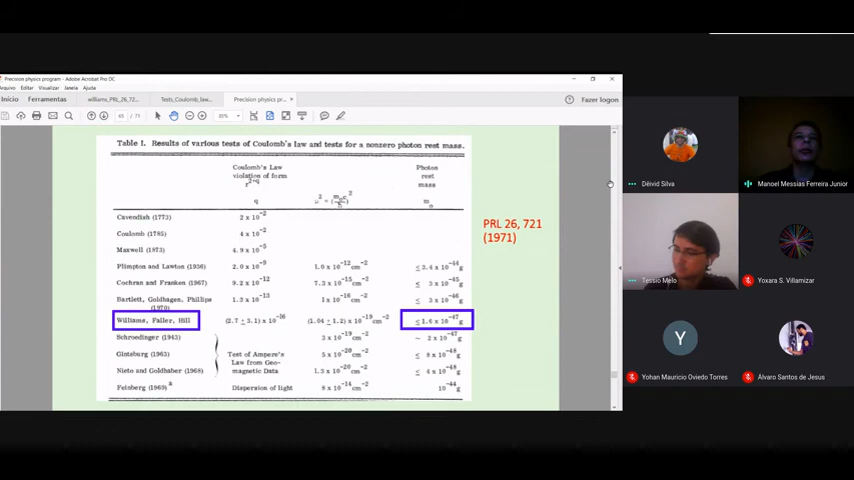 Precision physics program - Adobe Acrobat Pro DC
Arquivo Editar Visualizar Janela Ajuda
Início Ferramentas williams_PRL_26_72... Tests_Coulomb_law... Precision physics pr... × Fazer logon
65 / 71 80%
Table I. Results of various tests of Coulomb's law and tests for a nonzero photon rest mass.
Coulomb's Law violation of form r^2+q
q
μ^2 = (m_o c / ħ)^2
Photon rest mass
m_o
Cavendish (1773) 2 x 10^-2
Coulomb (1785) 4 x 10^-2
Maxwell (1873) 4.9 x 10^-5
Plimpton and Lawton (1936) 2.0 x 10^-9 1.0 x 10^-12 cm^-2 ≤ 3.4 x 10^-44 g
Cochran and Franken (1967) 9.2 x 10^-12 7.3 x 10^-15 cm^-2 ≤ 3 x 10^-45 g
Bartlett, Goldhagen, Phillips (1970) 1.3 x 10^-13 1 x 10^-16 cm^-2 ≤ 3 x 10^-46 g
Williams, Faller, Hill (2.7 ± 3.1) x 10^-16 (1.04 ± 1.2) x 10^-19 cm^-2 ≤ 1.6 x 10^-47 g
Schroedinger (1943) 3 x 10^-19 cm^-2 ~ 2 x 10^-47 g
Gintsburg (1963) Test of Ampere's 5 x 10^-20 cm^-2 ≤ 8 x 10^-48 g
Nieto and Goldhaber (1968) Law from Geomagnetic Data 1.3 x 10^-20 cm^-2 ≤ 4 x 10^-48 g
Feinberg (1969) a Dispersion of light 8 x 10^-14 cm^-2 10^-44 g
PRL 26, 721
(1971)
Déivid Silva
Manoel Messias Ferreira Junior
Tessio Melo
Yoxara S. Villamizar
Y
Yohan Mauricio Oviedo Torres
Álvaro Santos de Jesus